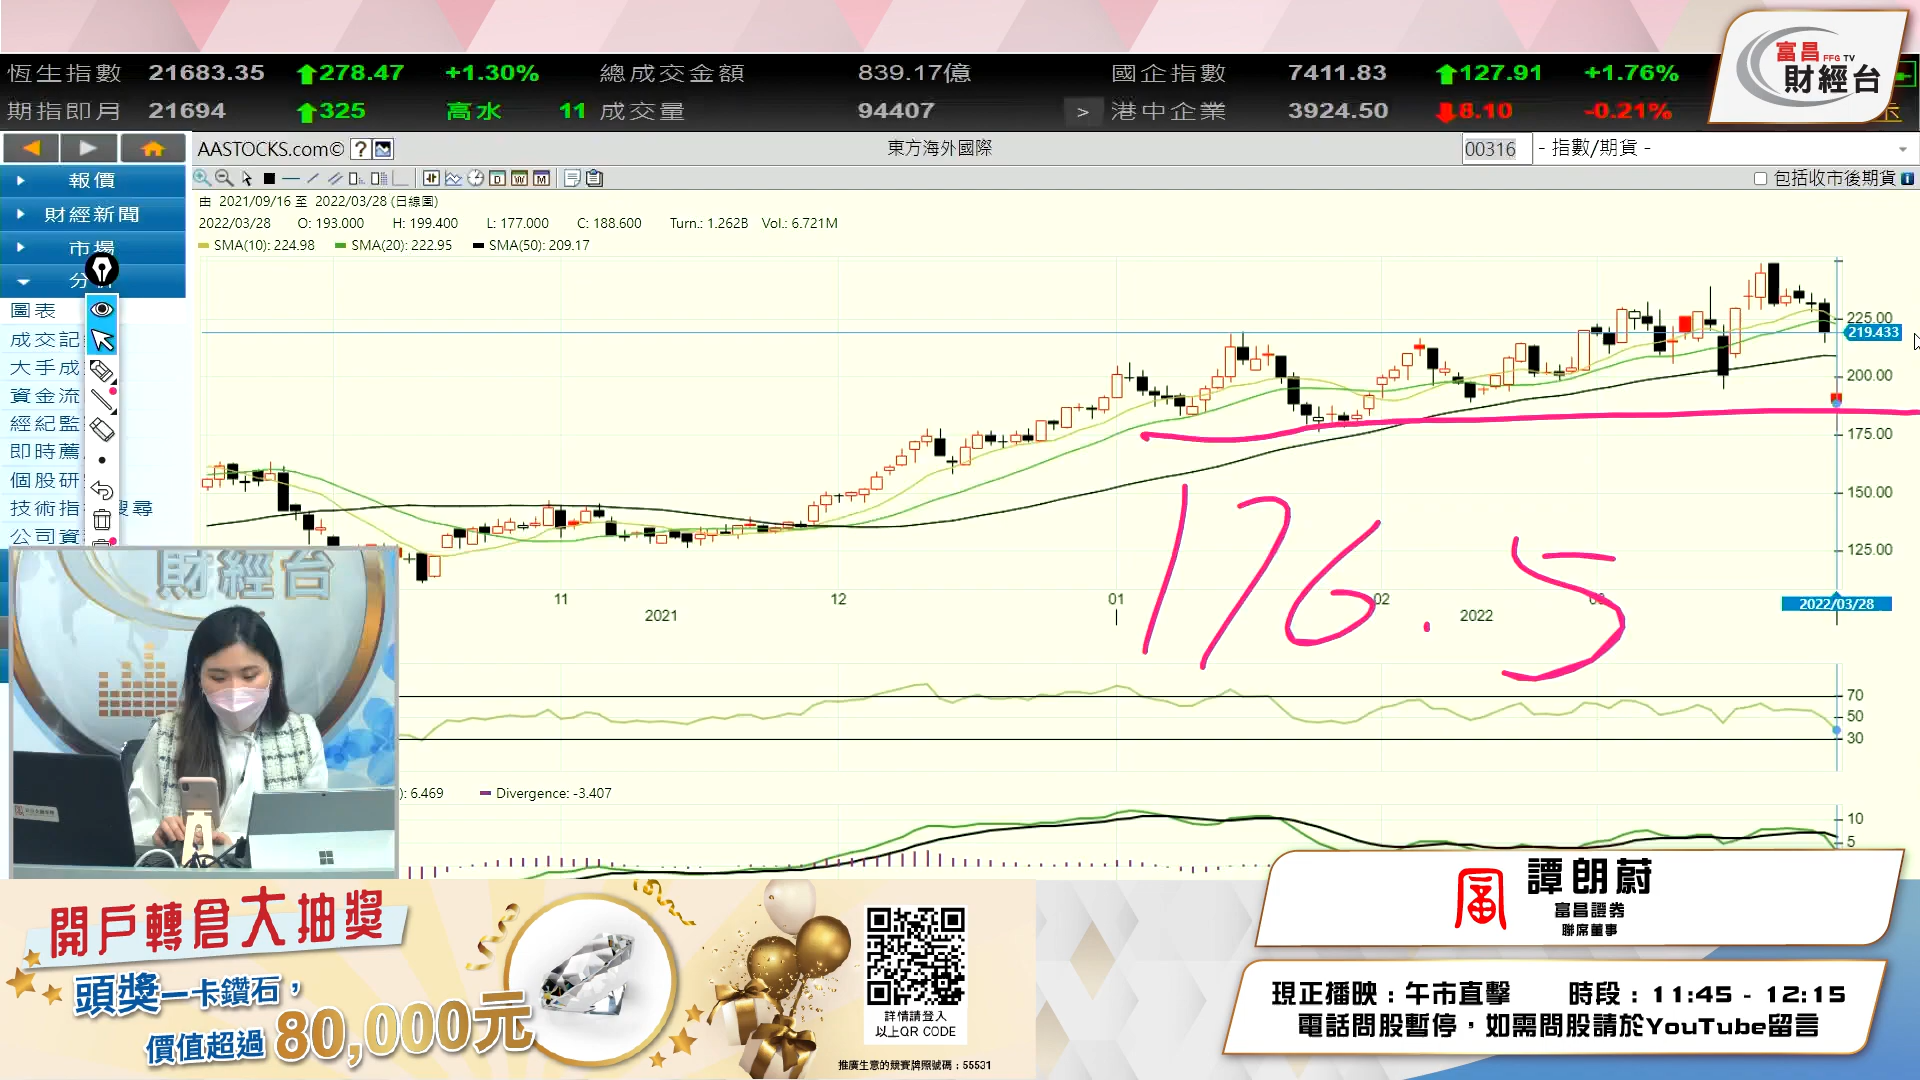 恆生指數 21683.35 278.47 +1.30% 總成交金額 839.17億 國企指數 7411.83 127.91 +1.76%
期指即月 21694 325 高水 11 成交量 94407 > 港中企業 3924.50 8.10 -0.21%
富昌 FFG TV
財經台
AASTOCKS.com© ? 東方海外國際 00316 - 指數/期貨 -
包括收市後期貨
D W M
報價
財經新聞
市場
圖表
成交記
大手成
資金流
經紀監
即時薦
個股研
技術指 搜尋
公司資
由 2021/09/16 至 2022/03/28 (日線圖)
2022/03/28 O: 193.000 H: 199.400 L: 177.000 C: 188.600 Turn.: 1.262B Vol.: 6.721M
SMA(10): 224.98 SMA(20): 222.95 SMA(50): 209.17
225.00
219.433
200.00
175.00
150.00
125.00
176.5
11 12 01 02
2021 2022
2022/03/28
70
50
30
): 6.469 Divergence: -3.407
10
5
財經台
開戶轉倉大抽獎
頭獎一卡鑽石，
價值超過80,000元
詳情請登入
以上QR CODE
推廣生意的競賽牌照號碼：55531
富
譚朗蔚
富昌證券
聯席董事
現正播映：午市直擊 時段：11:45 - 12:15
電話問股暫停，如需問股請於YouTube留言